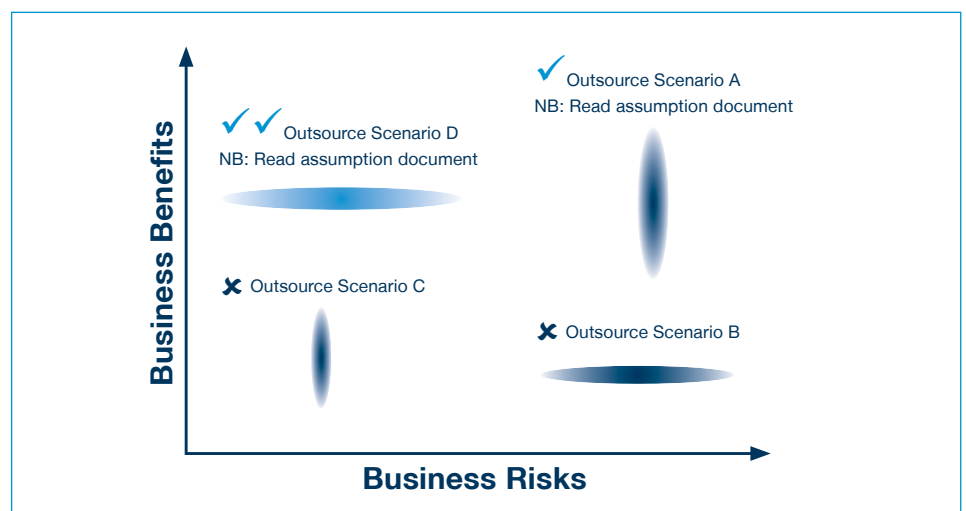 Outsource Scenario A
NB: Read assumption document
Outsource Scenario D
NB: Read assumption document
Outsource Scenario C
Outsource Scenario B
Business Benefits
Business Risks